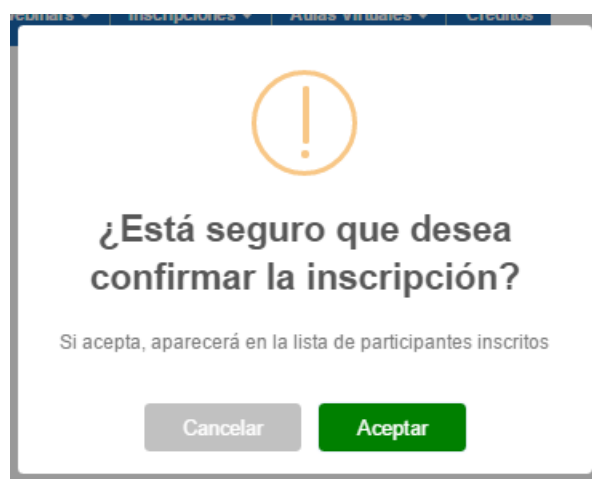 Webinars Inscripciones Aulas Virtuales Créditos
¿Está seguro que desea
confirmar la inscripción?
Si acepta, aparecerá en la lista de participantes inscritos
Cancelar Aceptar